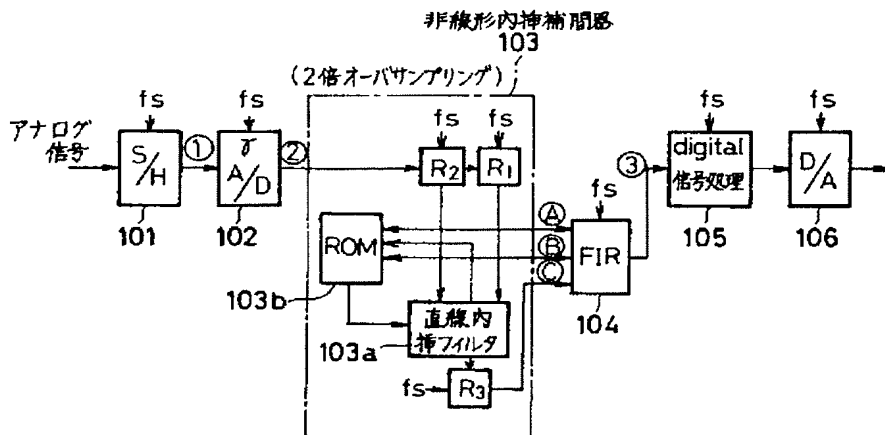 非線形内挿補間器
103
(2倍オーバサンプリング)
アナログ
信号
fs
S/H
101
①
fs
γ
A/D
102
②
fs
fs
R2
R1
ROM
103b
直線内
挿フィルタ
103a
fs
R3
Ⓐ
Ⓑ
Ⓒ
fs
FIR
104
③
fs
digital
信号処理
105
fs
D/A
106